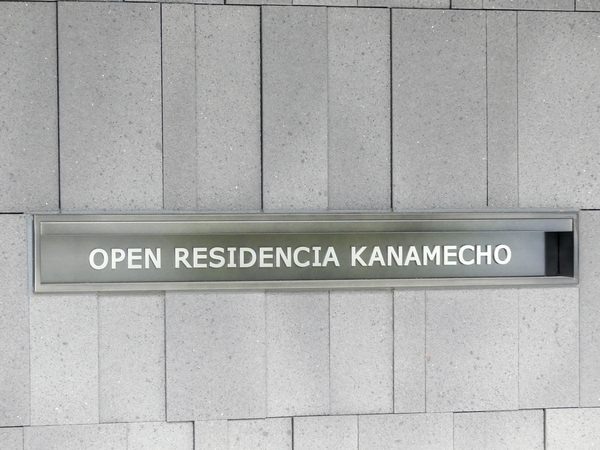 OPEN RESIDENCIA KANAMECHO